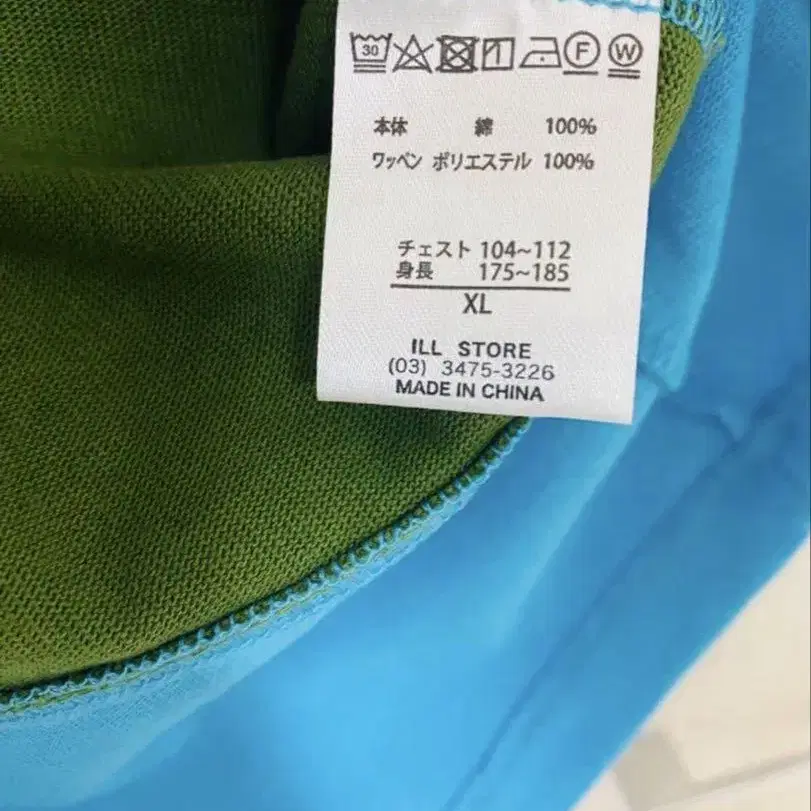 30
F W
本体 綿 100%
ワッペン ポリエステル 100%
チェスト 104~112
身長 175~185
XL
ILL STORE
(03) 3475-3226
MADE IN CHINA